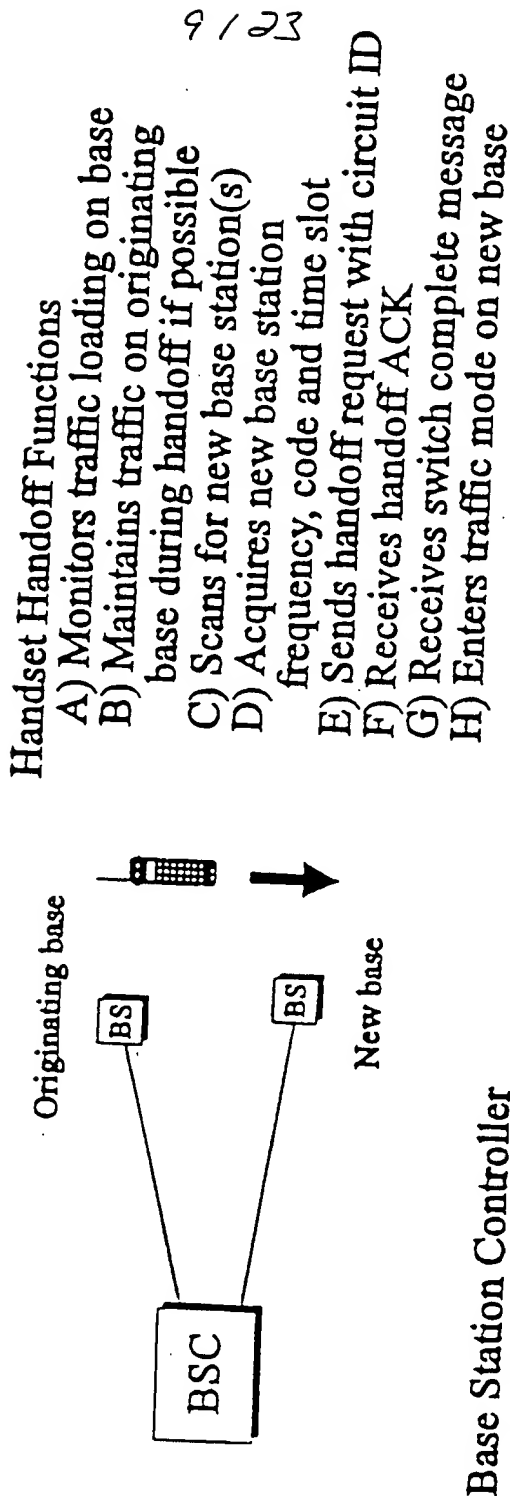 9/23
Originating base
BS
BSC
BS
New base
Base Station Controller
Handset Handoff Functions
A) Monitors traffic loading on base
B) Maintains traffic on originating
base during handoff if possible
C) Scans for new base station(s)
D) Acquires new base station
frequency, code and time slot
E) Sends handoff request with circuit ID
F) Receives handoff ACK
G) Receives switch complete message
H) Enters traffic mode on new base